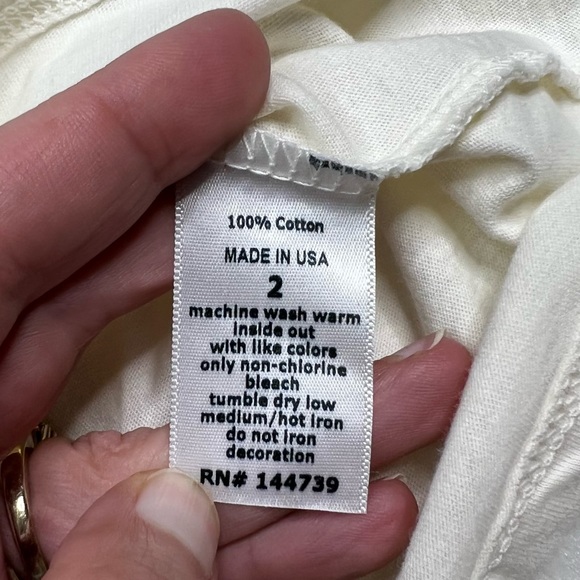 100% Cotton
MADE IN USA
2
machine wash warm
inside out
with like colors
only non-chlorine
bleach
tumble dry low
medium/hot iron
do not iron
decoration
RN# 144739